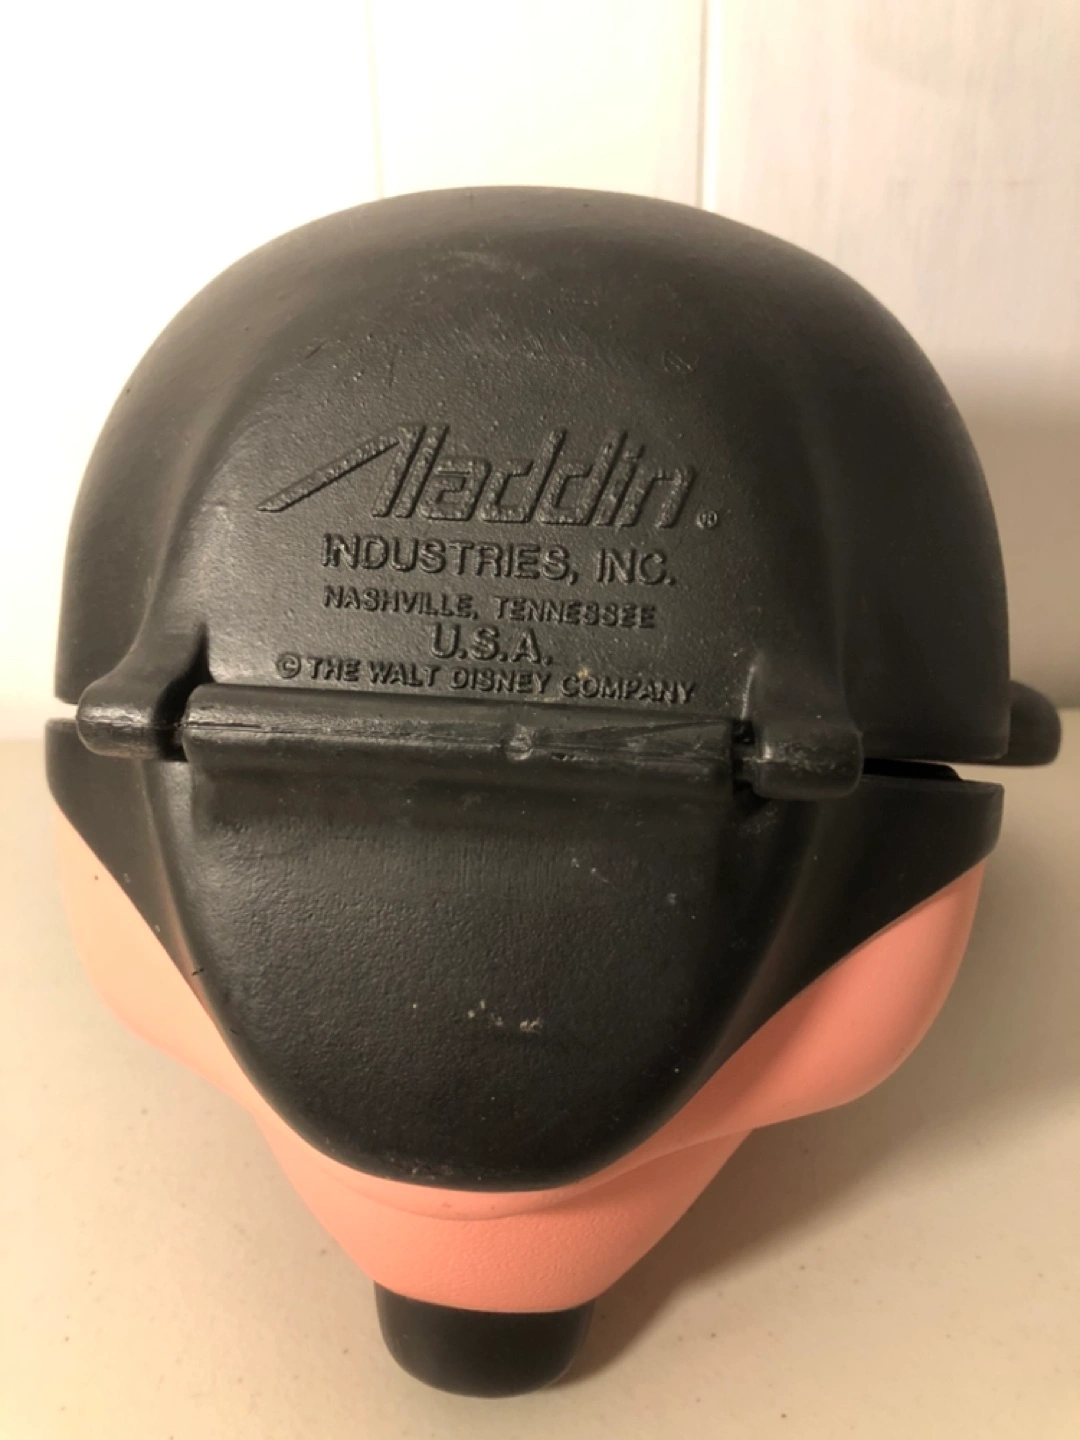 Aladdin®
INDUSTRIES, INC.
NASHVILLE, TENNESSEE
U.S.A.
© THE WALT DISNEY COMPANY